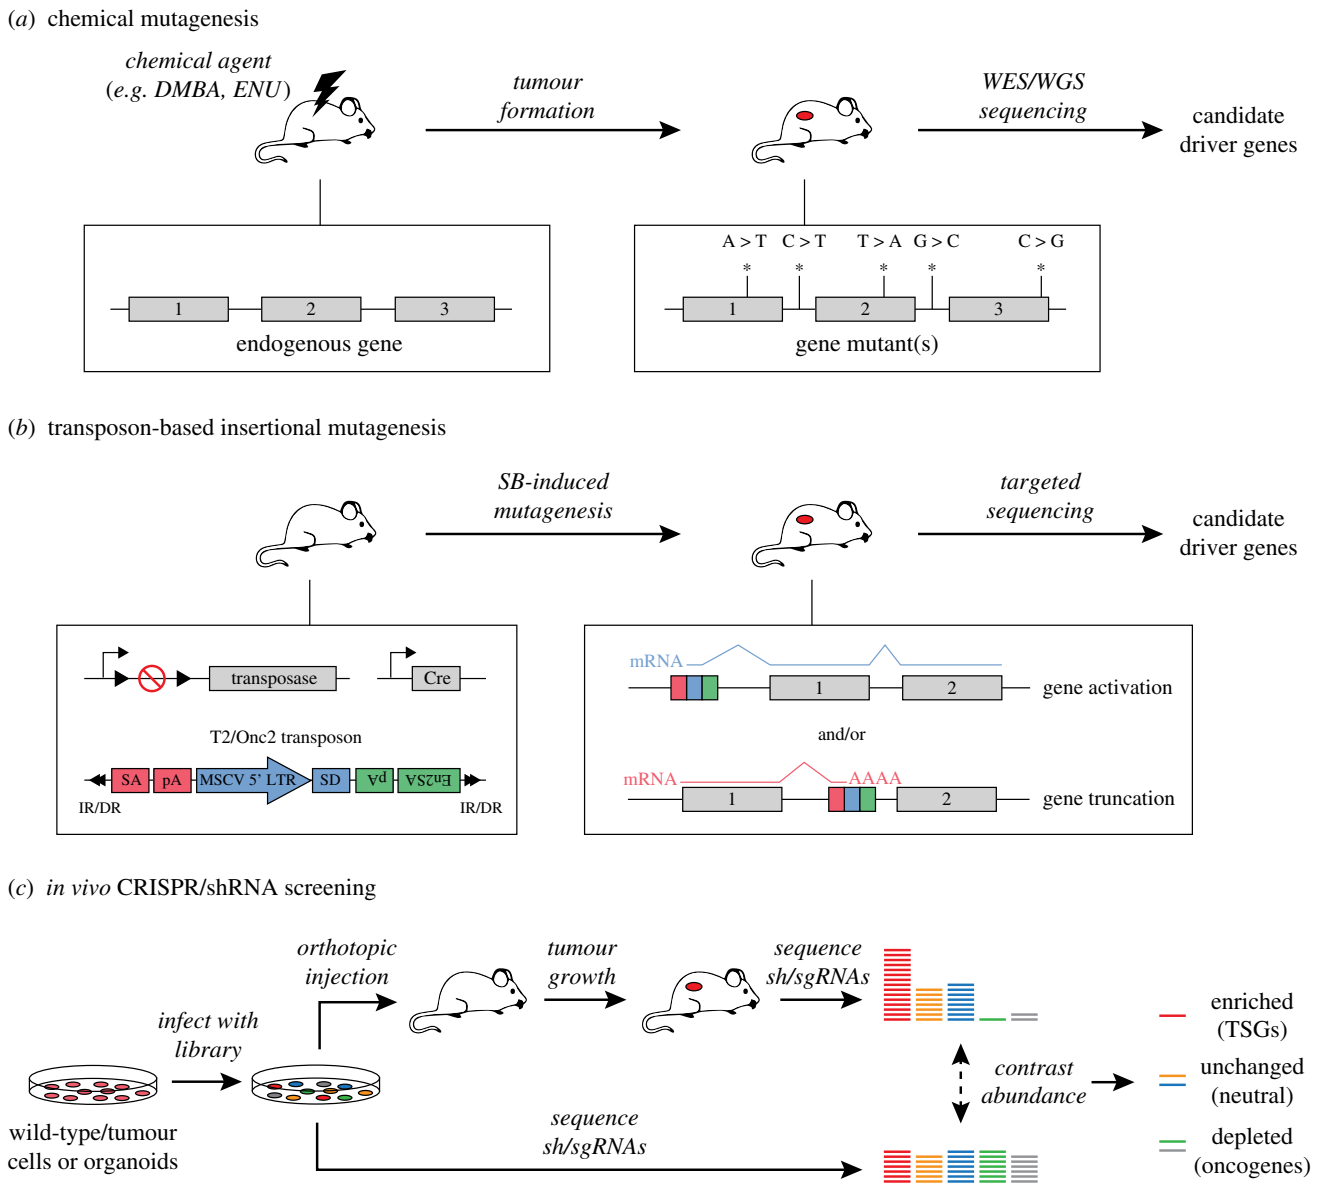 (a) chemical mutagenesis
chemical agent
(e.g. DMBA, ENU)
tumour
formation
WES/WGS
sequencing
candidate
driver genes
1 2 3
endogenous gene
A > T C > T T > A G > C C > G
* * * * *
1 2 3
gene mutant(s)
(b) transposon-based insertional mutagenesis
SB-induced
mutagenesis
targeted
sequencing
candidate
driver genes
transposase Cre
T2/Onc2 transposon
SA pA MSCV 5' LTR SD pA En2SA
IR/DR IR/DR
mRNA
1 2 gene activation
and/or
mRNA AAAA
1 2 gene truncation
(c) in vivo CRISPR/shRNA screening
orthotopic
injection
tumour
growth
sequence
sh/sgRNAs
infect with
library
wild-type/tumour
cells or organoids
sequence
sh/sgRNAs
contrast
abundance
enriched
(TSGs)
unchanged
(neutral)
depleted
(oncogenes)